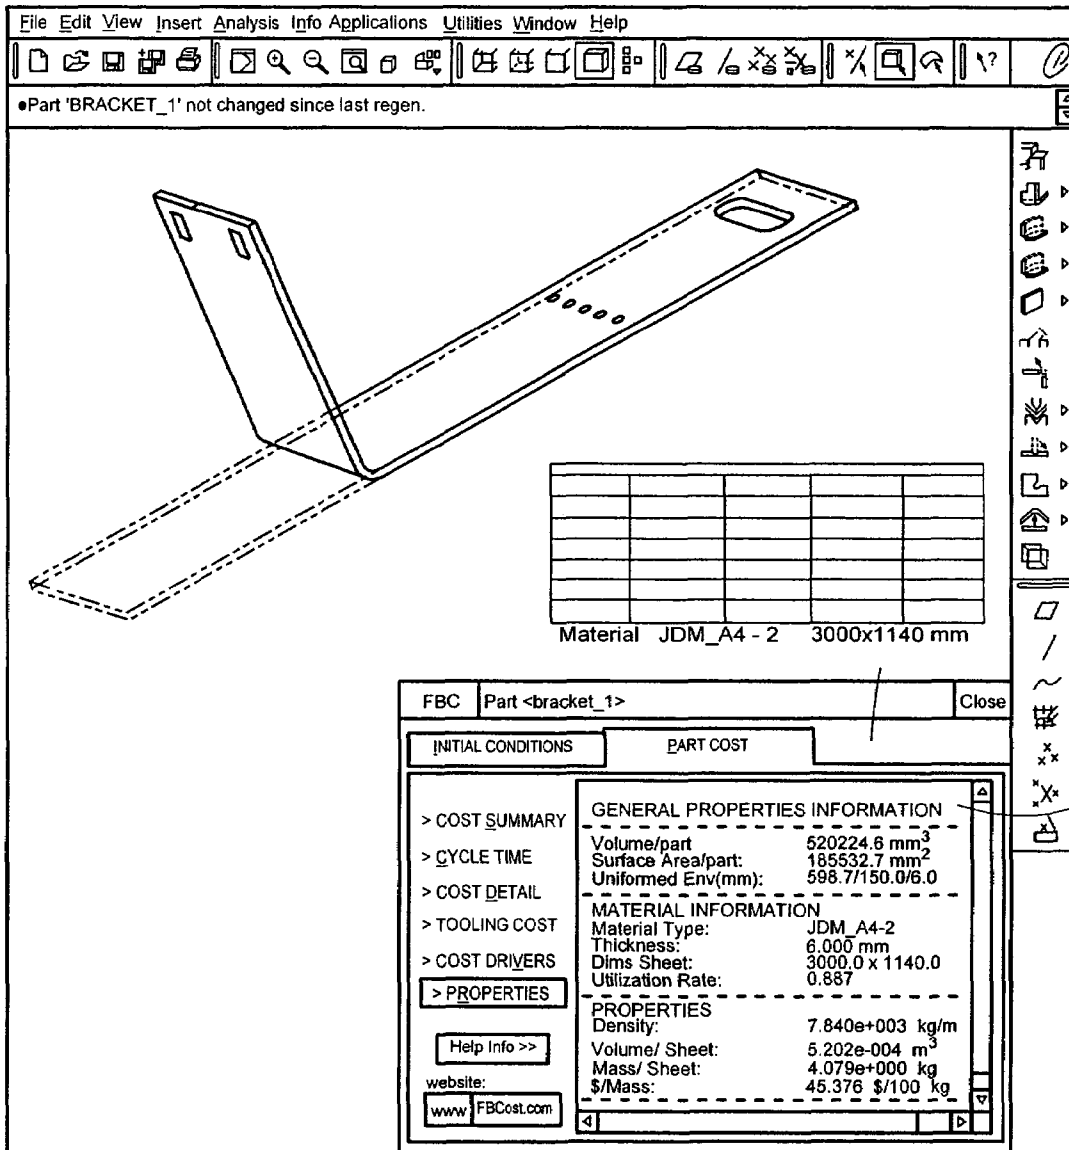 File Edit View Insert Analysis Info Applications Utilities Window Help
●Part 'BRACKET_1' not changed since last regen.
Material JDM_A4 - 2 3000x1140 mm
FBC Part <bracket_1> Close
INITIAL CONDITIONS PART COST
> COST SUMMARY
> CYCLE TIME
> COST DETAIL
> TOOLING COST
> COST DRIVERS
> PROPERTIES
Help Info >>
website:
www FBCost.com
GENERAL PROPERTIES INFORMATION
Volume/part 520224.6 mm³
Surface Area/part: 185532.7 mm²
Uniformed Env(mm): 598.7/150.0/6.0
MATERIAL INFORMATION
Material Type: JDM_A4-2
Thickness: 6.000 mm
Dims Sheet: 3000.0 x 1140.0
Utilization Rate: 0.887
PROPERTIES
Density: 7.840e+003 kg/m
Volume/ Sheet: 5.202e-004 m³
Mass/ Sheet: 4.079e+000 kg
$/Mass: 45.376 $/100 kg